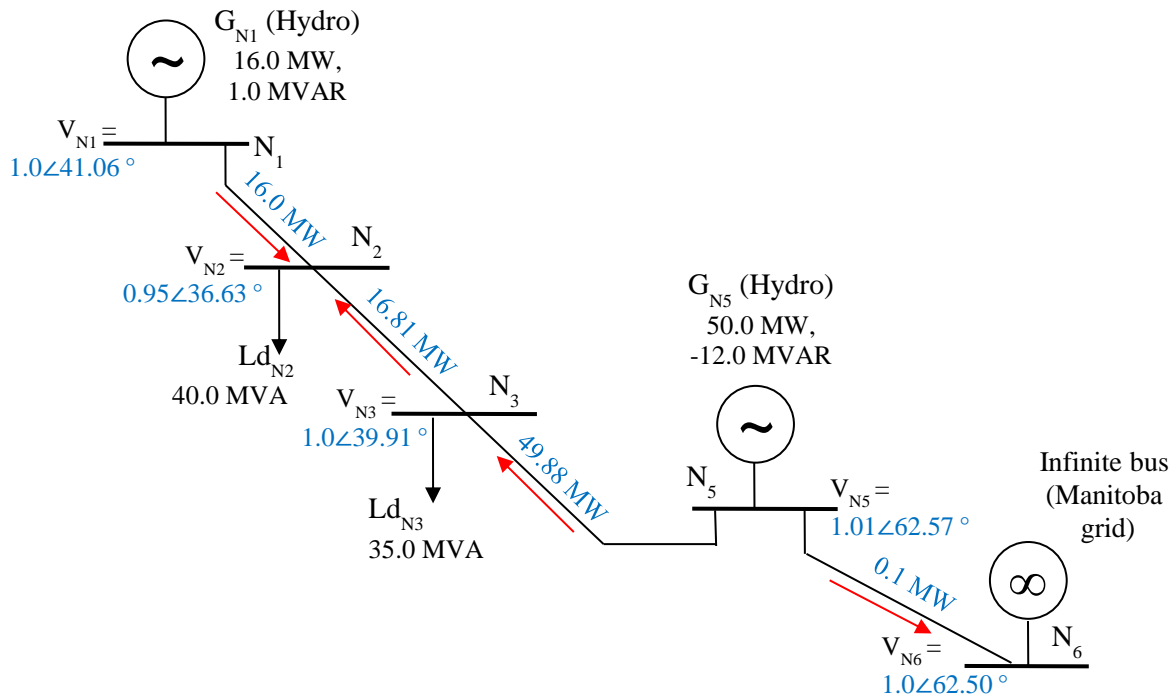 G_N1 (Hydro)
16.0 MW,
1.0 MVAR
~
V_N1 =
1.0∠41.06 °
N_1
16.0 MW
V_N2 =
0.95∠36.63 °
N_2
Ld_N2
40.0 MVA
16.81 MW
G_N5 (Hydro)
50.0 MW,
-12.0 MVAR
~
V_N3 =
1.0∠39.91 °
N_3
Ld_N3
35.0 MVA
49.88 MW
N_5
V_N5 =
1.01∠62.57 °
Infinite bus
(Manitoba
grid)
∞
0.1 MW
V_N6 =
1.0∠62.50 °
N_6